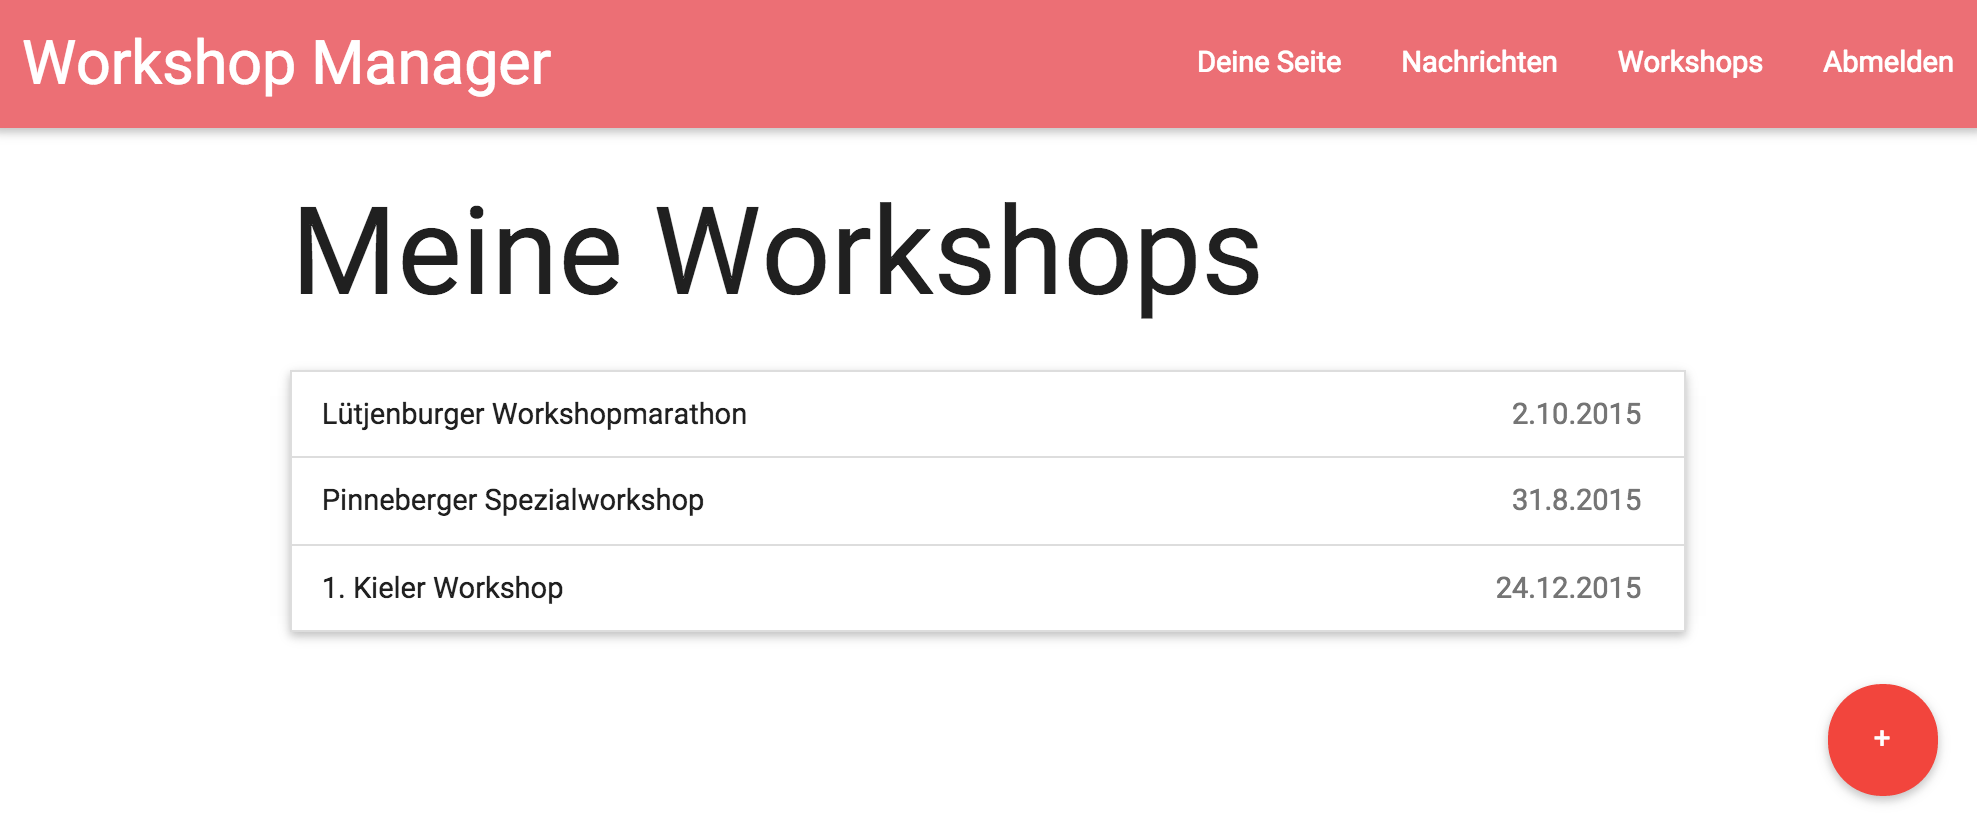 Workshop Manager Deine Seite Nachrichten Workshops Abmelden
Meine Workshops
Lütjenburger Workshopmarathon 2.10.2015
Pinneberger Spezialworkshop 31.8.2015
1. Kieler Workshop 24.12.2015
+